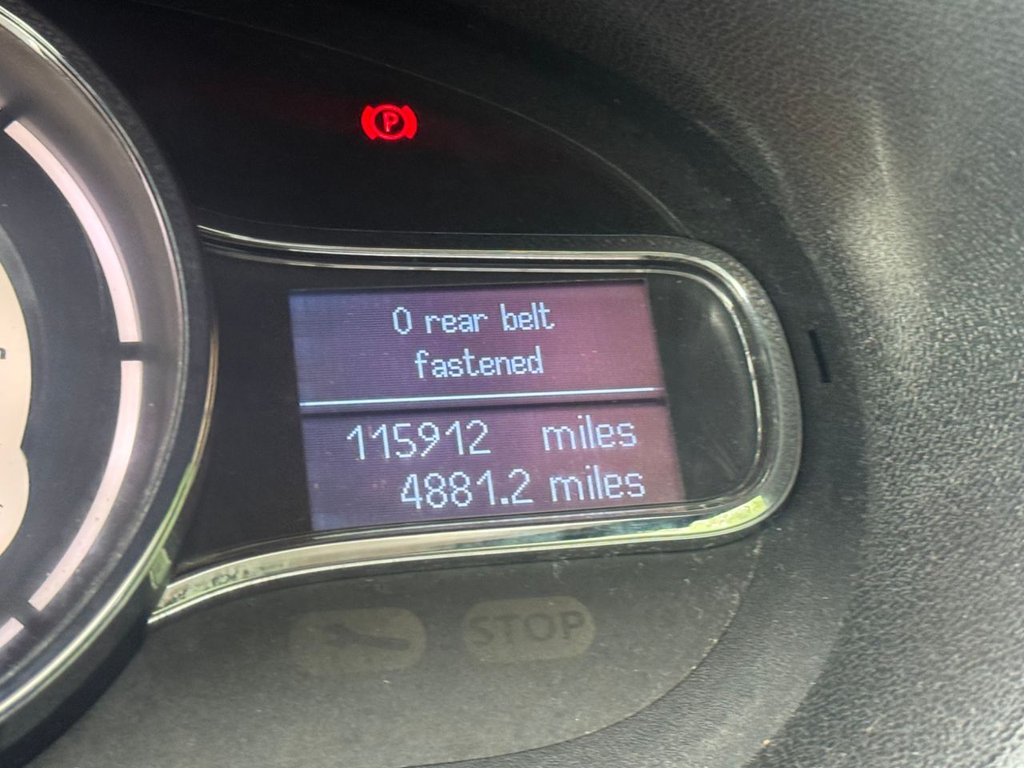 P
0 rear belt
fastened
115912 miles
4881.2 miles
STOP